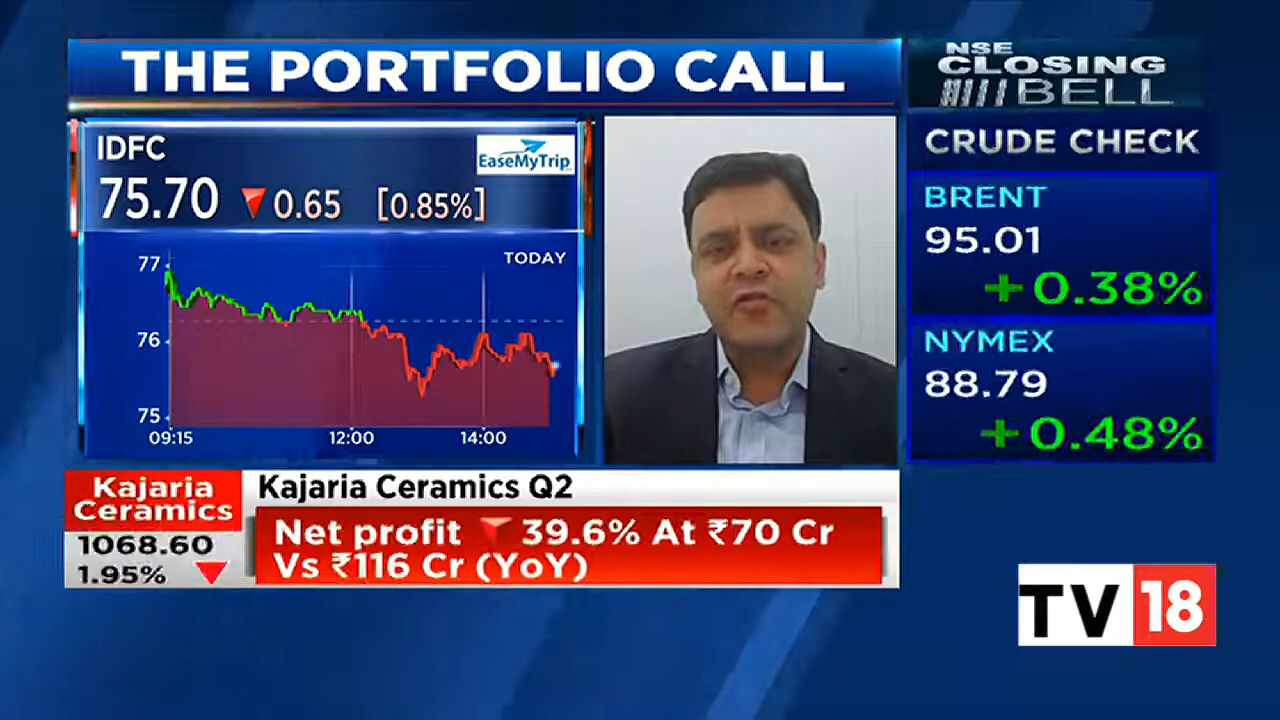 THE PORTFOLIO CALL
NSE
CLOSING
BELL
IDFC
EaseMyTrip
75.70 ▼ 0.65 [0.85%]
TODAY
77
76
75
09:15 12:00 14:00
CRUDE CHECK
BRENT
95.01
+0.38%
NYMEX
88.79
+0.48%
Kajaria
Ceramics
1068.60
1.95% ▼
Kajaria Ceramics Q2
Net profit ▼ 39.6% At ₹70 Cr
Vs ₹116 Cr (YoY)
TV18